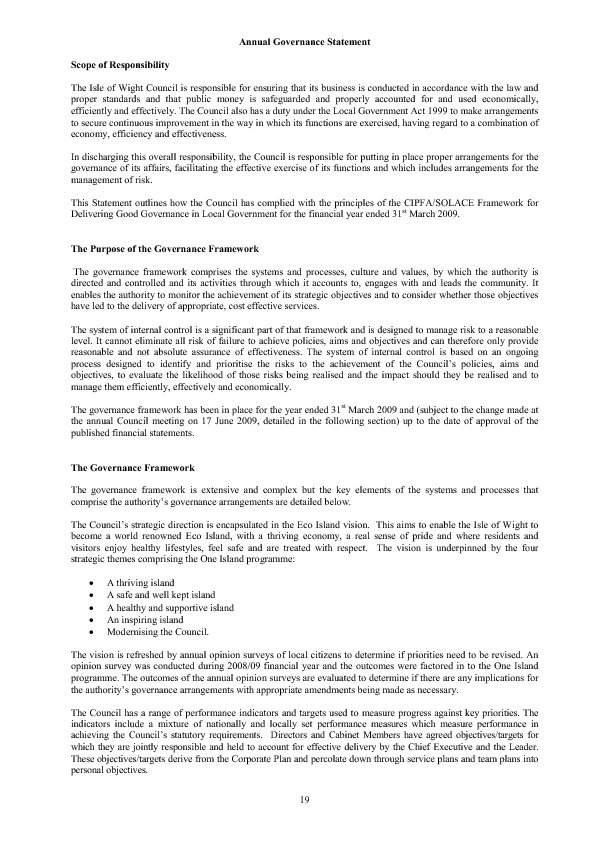 Annual Governance Statement
Scope of Responsibility
The Isle of Wight Council is responsible for ensuring that its business is conducted in accordance with the law and
proper standards and that public money is safeguarded and properly accounted for and used economically,
efficiently and effectively. The Council also has a duty under the Local Government Act 1999 to make arrangements
to secure continuous improvement in the way in which its functions are exercised, having regard to a combination of
economy, efficiency and effectiveness.
In discharging this overall responsibility, the Council is responsible for putting in place proper arrangements for the
governance of its affairs, facilitating the effective exercise of its functions and which includes arrangements for the
management of risk.
This Statement outlines how the Council has complied with the principles of the CIPFA/SOLACE Framework for
Delivering Good Governance in Local Government for the financial year ended 31st March 2009.
The Purpose of the Governance Framework
The governance framework comprises the systems and processes, culture and values, by which the authority is
directed and controlled and its activities through which it accounts to, engages with and leads the community. It
enables the authority to monitor the achievement of its strategic objectives and to consider whether those objectives
have led to the delivery of appropriate, cost effective services.
The system of internal control is a significant part of that framework and is designed to manage risk to a reasonable
level. It cannot eliminate all risk of failure to achieve policies, aims and objectives and can therefore only provide
reasonable and not absolute assurance of effectiveness. The system of internal control is based on an ongoing
process designed to identify and prioritise the risks to the achievement of the Council's policies, aims and
objectives, to evaluate the likelihood of those risks being realised and the impact should they be realised and to
manage them efficiently, effectively and economically.
The governance framework has been in place for the year ended 31st March 2009 and (subject to the change made at
the annual Council meeting on 17 June 2009, detailed in the following section) up to the date of approval of the
published financial statements.
The Governance Framework
The governance framework is extensive and complex but the key elements of the systems and processes that
comprise the authority's governance arrangements are detailed below.
The Council's strategic direction is encapsulated in the Eco Island vision. This aims to enable the Isle of Wight to
become a world renowned Eco Island, with a thriving economy, a real sense of pride and where residents and
visitors enjoy healthy lifestyles, feel safe and are treated with respect. The vision is underpinned by the four
strategic themes comprising the One Island programme:
• A thriving island
• A safe and well kept island
• A healthy and supportive island
• An inspiring island
• Modernising the Council.
The vision is refreshed by annual opinion surveys of local citizens to determine if priorities need to be revised. An
opinion survey was conducted during 2008/09 financial year and the outcomes were factored in to the One Island
programme. The outcomes of the annual opinion surveys are evaluated to determine if there are any implications for
the authority's governance arrangements with appropriate amendments being made as necessary.
The Council has a range of performance indicators and targets used to measure progress against key priorities. The
indicators include a mixture of nationally and locally set performance measures which measure performance in
achieving the Council's statutory requirements. Directors and Cabinet Members have agreed objectives/targets for
which they are jointly responsible and held to account for effective delivery by the Chief Executive and the Leader.
These objectives/targets derive from the Corporate Plan and percolate down through service plans and team plans into
personal objectives.
19